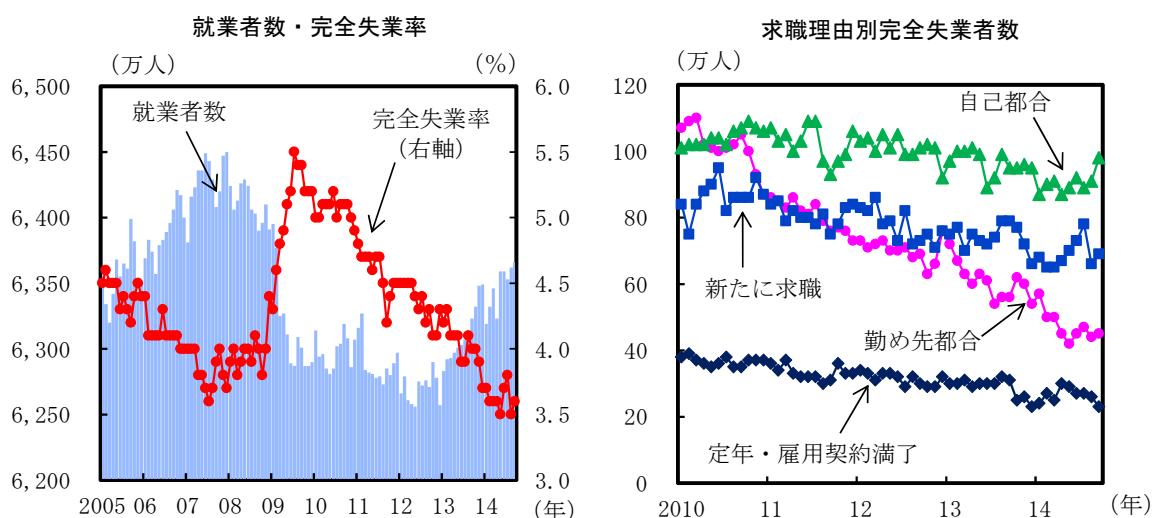 就業者数・完全失業率
(万人)
(%)
6,500
6,450
6,400
6,350
6,300
6,250
6,200
6.0
5.5
5.0
4.5
4.0
3.5
3.0
就業者数
完全失業率
(右軸)
2005 06 07 08 09 10 11 12 13 14
(年)
求職理由別完全失業者数
(万人)
120
100
80
60
40
20
0
自己都合
新たに求職
勤め先都合
定年・雇用契約満了
2010 11 12 13 14
(年)